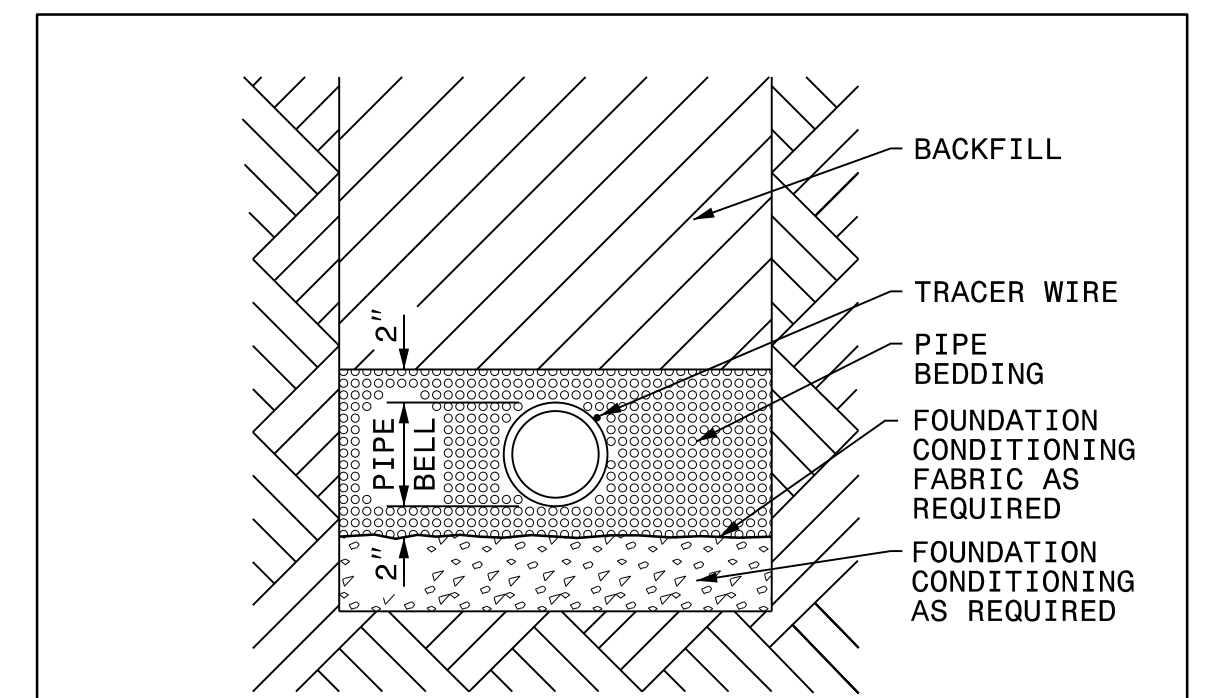 BACKFILL
TRACER WIRE
PIPE
BEDDING
FOUNDATION
CONDITIONING
FABRIC AS
REQUIRED
FOUNDATION
CONDITIONING
AS REQUIRED
2"
PIPE
BELL
2"